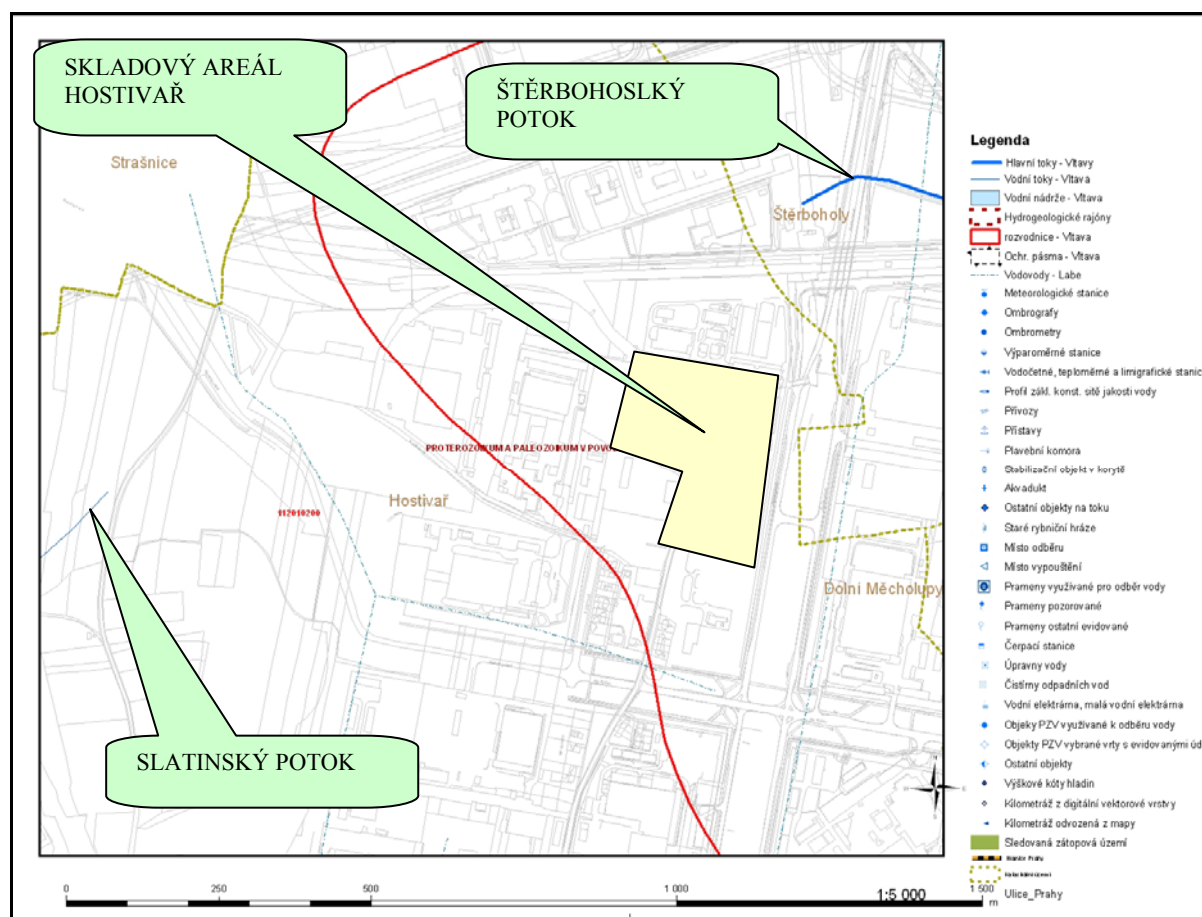 SKLADOVÝ AREÁL
HOSTIVAŘ
ŠTĚRBOHOSLKÝ
POTOK
Strašnice
Štěrboholy
PROTEROZOIKUM A PALEOZOIKUM V POVO
Hostivař
112010200
Dolní Měcholupy
SLATINSKÝ POTOK
Legenda
Hlavní toky - Vltavy
Vodní toky - Vltava
Vodní nádrže - Vltava
Hydrogeologické rajóny
rozvodnice - Vltava
Ochr. pásma - Vltava
Vodovody - Labe
Meteorologické stanice
Ombrografy
Ombrometry
Výparoměrné stanice
Vodočetné, teploměrné a limigrafické stanic
Profil zákl. konst. sítě jakosti vody
Přívozy
Přístavy
Plavební komora
Stabilizační objekt v korytě
Akvadukt
Ostatní objekty na toku
Staré rybniční hráze
Místo odběru
Místo vypouštění
Prameny využívané pro odběr vody
Prameny pozorované
Prameny ostatní evidované
Čerpací stanice
Úpravny vody
Čistírny odpadních vod
Vodní elektrárna, malá vodní elektrárna
Objeky PZV využívané k odběru vody
Objekty PZV vybrané vrty s evidovanými úd
Ostatní objekty
Výškové kóty hladin
Kilometráž z digitální vektorové vrstvy
Kilometráž odvozená z mapy
Sledovaná zátopová území
Hranice Prahy
Ulice_Prahy
0 250 500 1 000 1 500
m
1:5 000